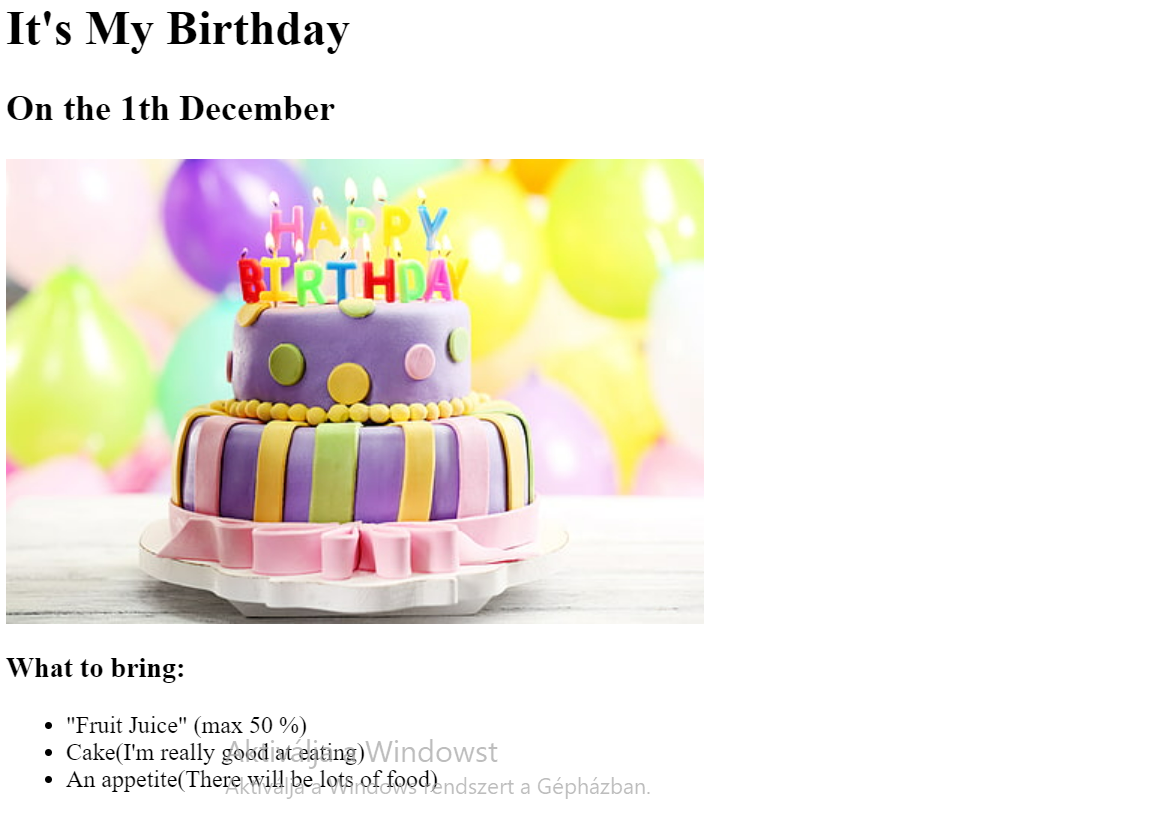 It's My Birthday
On the 1th December
HAPPY
BIRTHDAY
What to bring:
"Fruit Juice" (max 50 %)
Cake(I'm really good at eating)
Aktiválja a Windowst
An appetite(There will be lots of food)
Aktiválja a Windows rendszert a Gépházban.